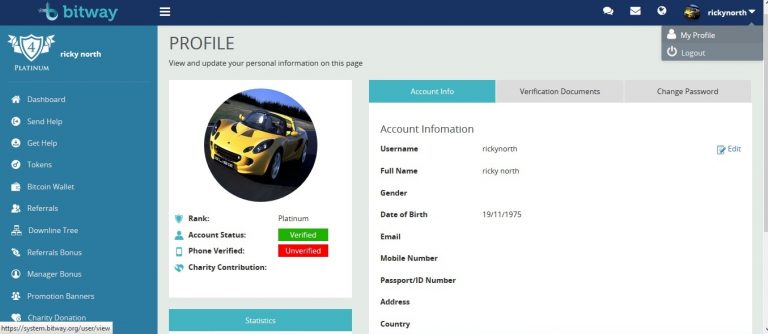 bitway
rickynorth
My Profile
Logout
4
PLATINUM
ricky north
Dashboard
Send Help
Get Help
Tokens
Bitcoin Wallet
Referrals
Downline Tree
Referrals Bonus
Manager Bonus
Promotion Banners
Charity Donation
https://system.bitway.org/user/view
PROFILE
View and update your personal information on this page
Rank: Platinum
Account Status: Verified
Phone Verified: Unverified
Charity Contribution:
Statistics
Account Info Verification Documents Change Password
Account Infomation
Username rickynorth Edit
Full Name ricky north
Gender
Date of Birth 19/11/1975
Email
Mobile Number
Passport/ID Number
Address
Country